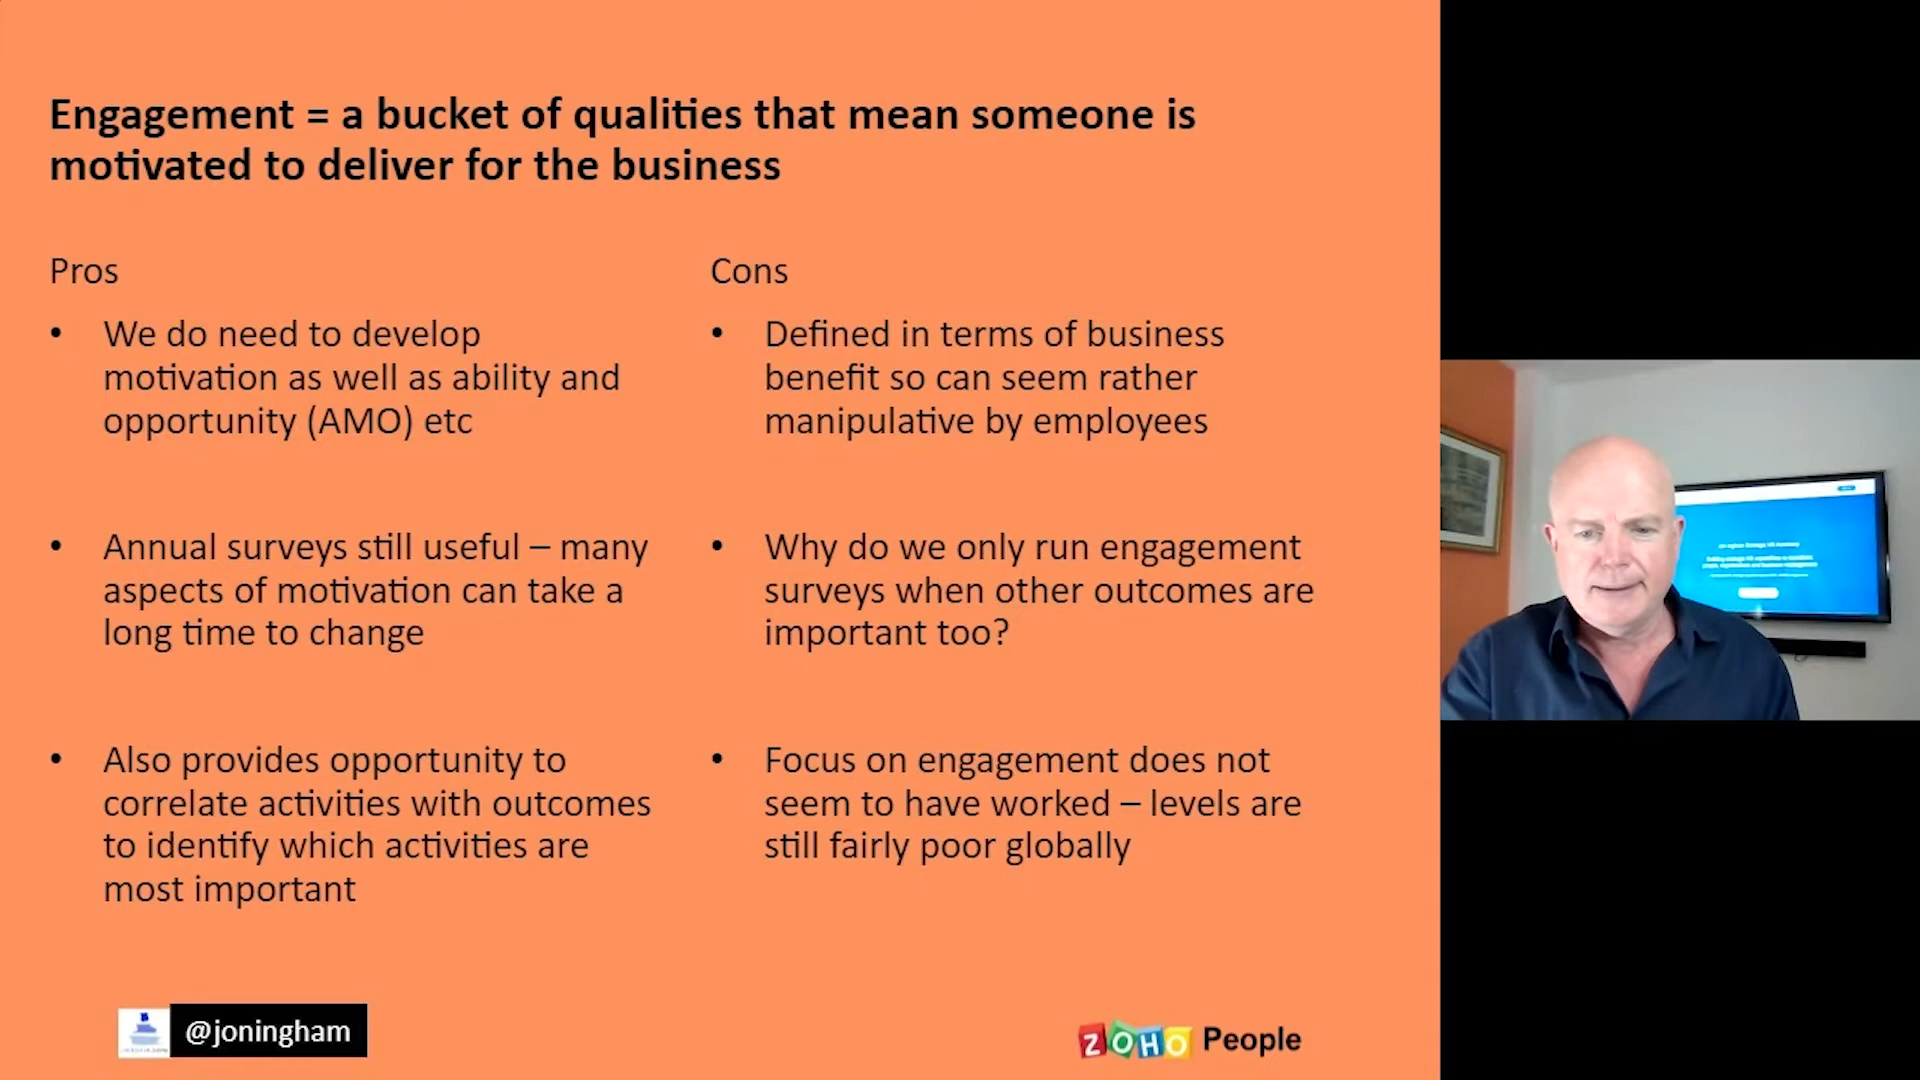 Engagement = a bucket of qualities that mean someone is
motivated to deliver for the business
Pros
• We do need to develop
motivation as well as ability and
opportunity (AMO) etc
• Annual surveys still useful – many
aspects of motivation can take a
long time to change
• Also provides opportunity to
correlate activities with outcomes
to identify which activities are
most important
Cons
• Defined in terms of business
benefit so can seem rather
manipulative by employees
• Why do we only run engagement
surveys when other outcomes are
important too?
• Focus on engagement does not
seem to have worked – levels are
still fairly poor globally
@joningham
ZOHO People